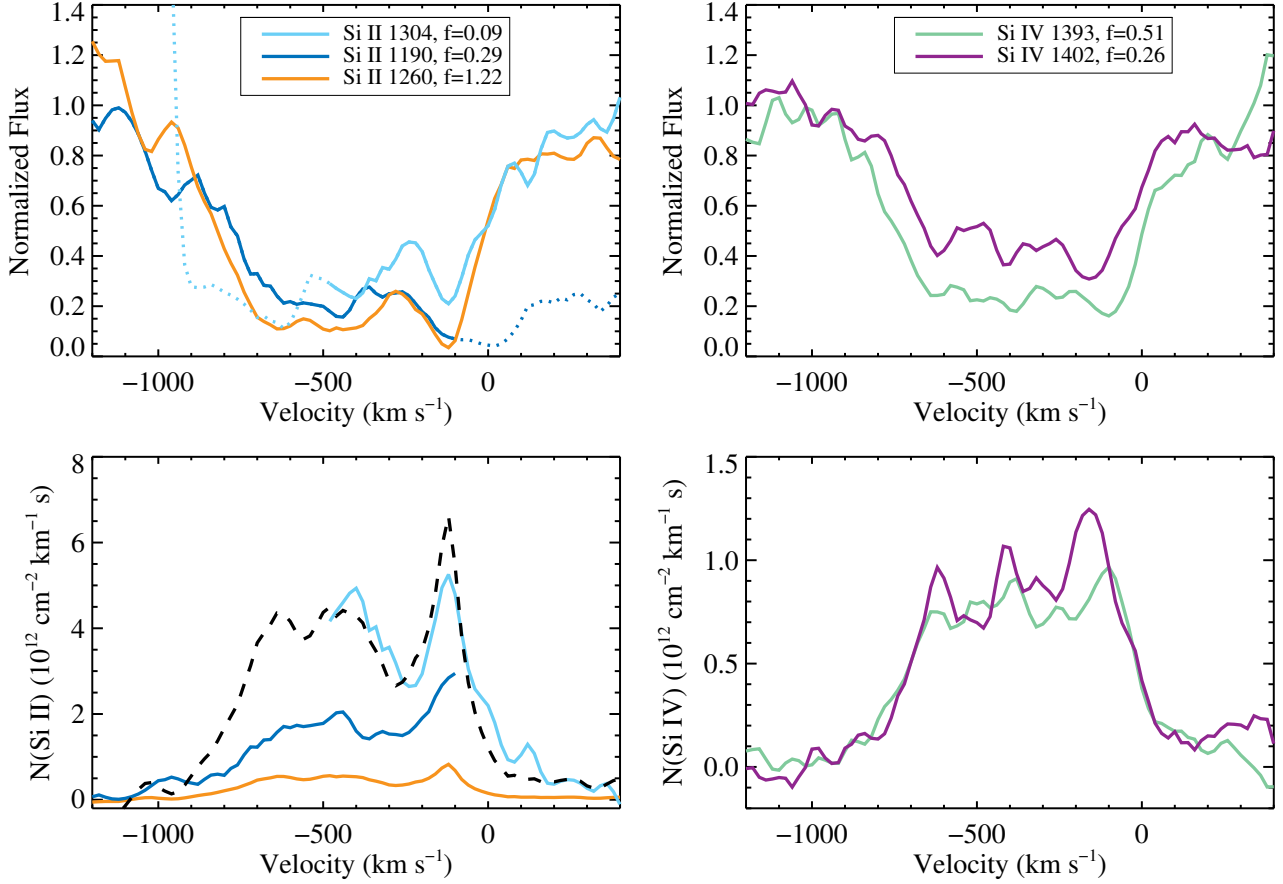 Si II 1304, f=0.09
Si II 1190, f=0.29
Si II 1260, f=1.22
1.4
1.2
1.0
0.8
0.6
0.4
0.2
0.0
Normalized Flux
−1000 −500 0
Velocity (km s⁻¹)
Si IV 1393, f=0.51
Si IV 1402, f=0.26
1.4
1.2
1.0
0.8
0.6
0.4
0.2
0.0
Normalized Flux
−1000 −500 0
Velocity (km s⁻¹)
8
6
4
2
0
N(Si II) (10¹² cm⁻² km⁻¹ s)
−1000 −500 0
Velocity (km s⁻¹)
1.5
1.0
0.5
0.0
N(Si IV) (10¹² cm⁻² km⁻¹ s)
−1000 −500 0
Velocity (km s⁻¹)